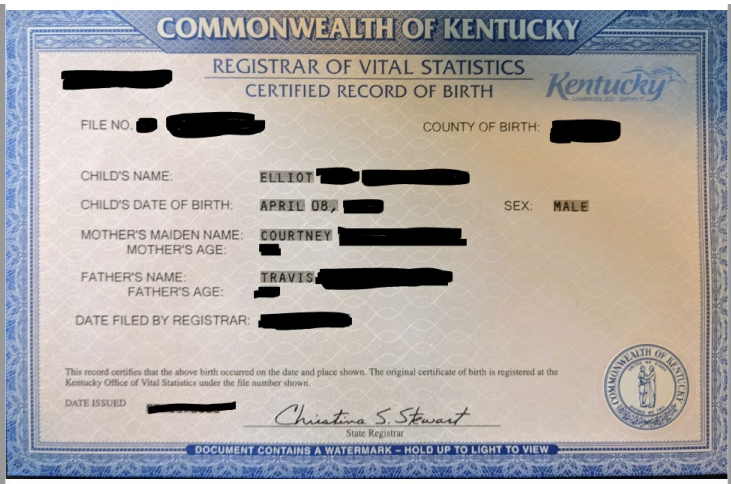 COMMONWEALTH OF KENTUCKY
REGISTRAR OF VITAL STATISTICS
CERTIFIED RECORD OF BIRTH
Kentucky
UNBRIDLED SPIRIT
FILE NO.
COUNTY OF BIRTH:
CHILD'S NAME: ELLIOT
CHILD'S DATE OF BIRTH: APRIL 08, SEX: MALE
MOTHER'S MAIDEN NAME: COURTNEY
MOTHER'S AGE:
FATHER'S NAME: TRAVIS
FATHER'S AGE:
DATE FILED BY REGISTRAR:
This record certifies that the above birth occurred on the date and place shown. The original certificate of birth is registered at the
Kentucky Office of Vital Statistics under the file number shown.
DATE ISSUED
Christina S. Stewart
State Registrar
COMMONWEALTH OF KENTUCKY
DOCUMENT CONTAINS A WATERMARK – HOLD UP TO LIGHT TO VIEW